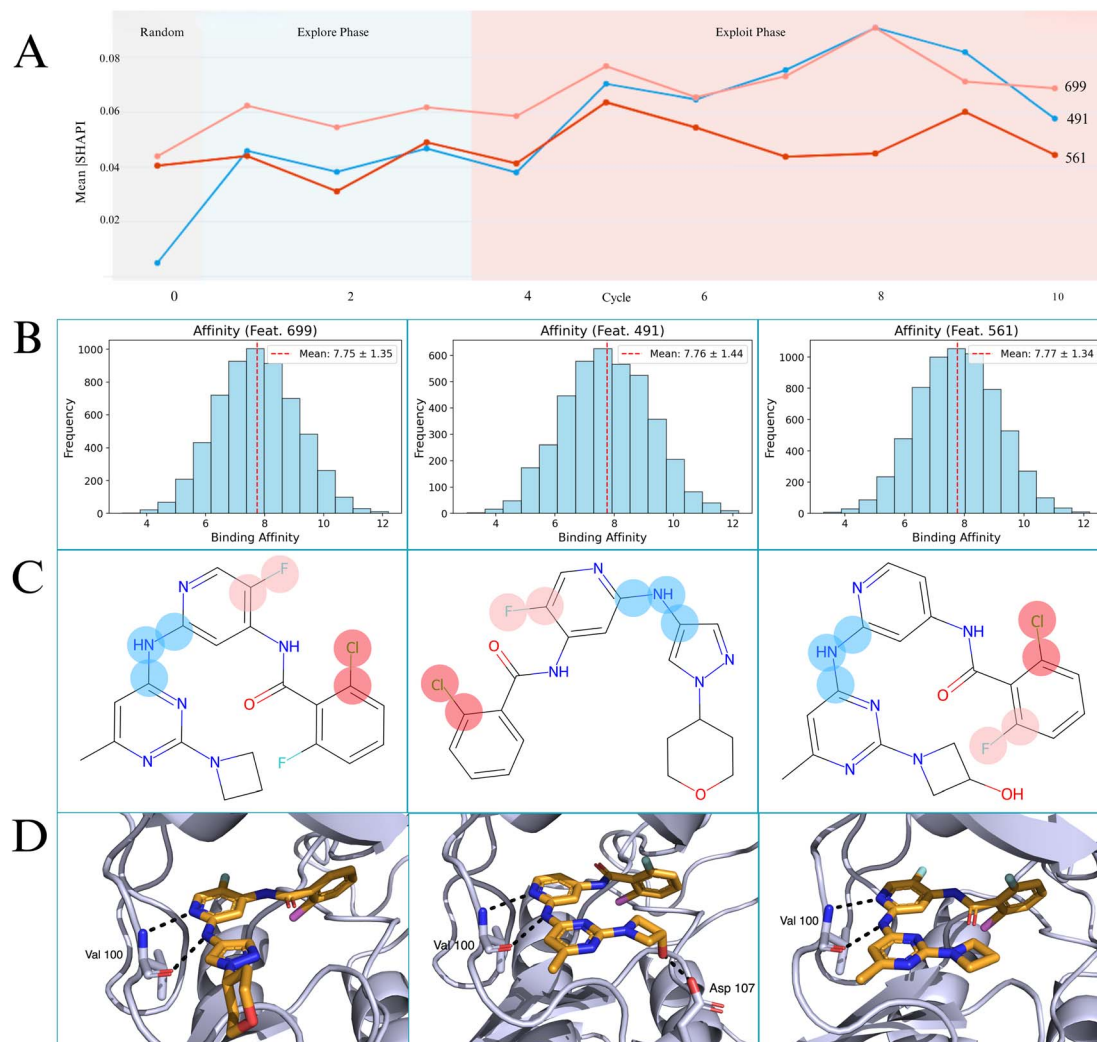 A
Random
Explore Phase
Exploit Phase
Mean |SHAPI
0.08
0.06
0.04
0.02
699
491
561
0
2
4
Cycle
6
8
10
B
Affinity (Feat. 699)
Mean: 7.75 ± 1.35
Frequency
1000
800
600
400
200
0
4
6
8
10
12
Binding Affinity
Affinity (Feat. 491)
Mean: 7.76 ± 1.44
Frequency
600
500
400
300
200
100
0
4
6
8
10
12
Binding Affinity
Affinity (Feat. 561)
Mean: 7.77 ± 1.34
Frequency
1000
800
600
400
200
0
4
6
8
10
12
Binding Affinity
C
F
N
HN
NH
Cl
O
N
N
F
N
N
F
NH
O
NH
Cl
N
N
O
N
Cl
HN
NH
O
N
F
N
N
OH
D
Val 100
Val 100
Asp 107
Val 100